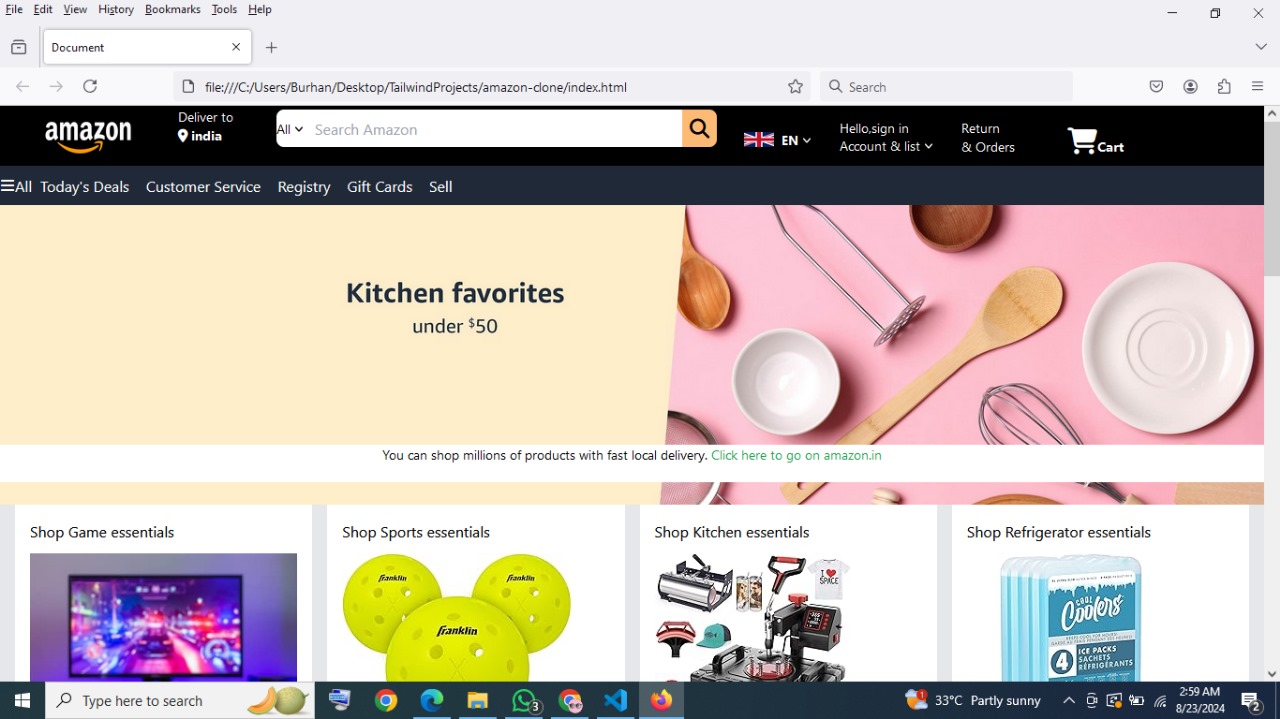 File Edit View History Bookmarks Tools Help
Document
file:///C:/Users/Burhan/Desktop/TailwindProjects/amazon-clone/index.html
Search
amazon
Deliver to
india
All
Search Amazon
EN
Hello,sign in
Account & list
Return
& Orders
Cart
All Today's Deals Customer Service Registry Gift Cards Sell
Kitchen favorites
under $50
You can shop millions of products with fast local delivery. Click here to go on amazon.in
Shop Game essentials
Shop Sports essentials
Shop Kitchen essentials
Shop Refrigerator essentials
franklin
franklin
franklin
I ♥
SPACE
COOL
Coolers
4 ICE PACKS
SACHETS
RÉFRIGÉRANTS
Type here to search
3
1
33°C Partly sunny
2:59 AM
8/23/2024
2